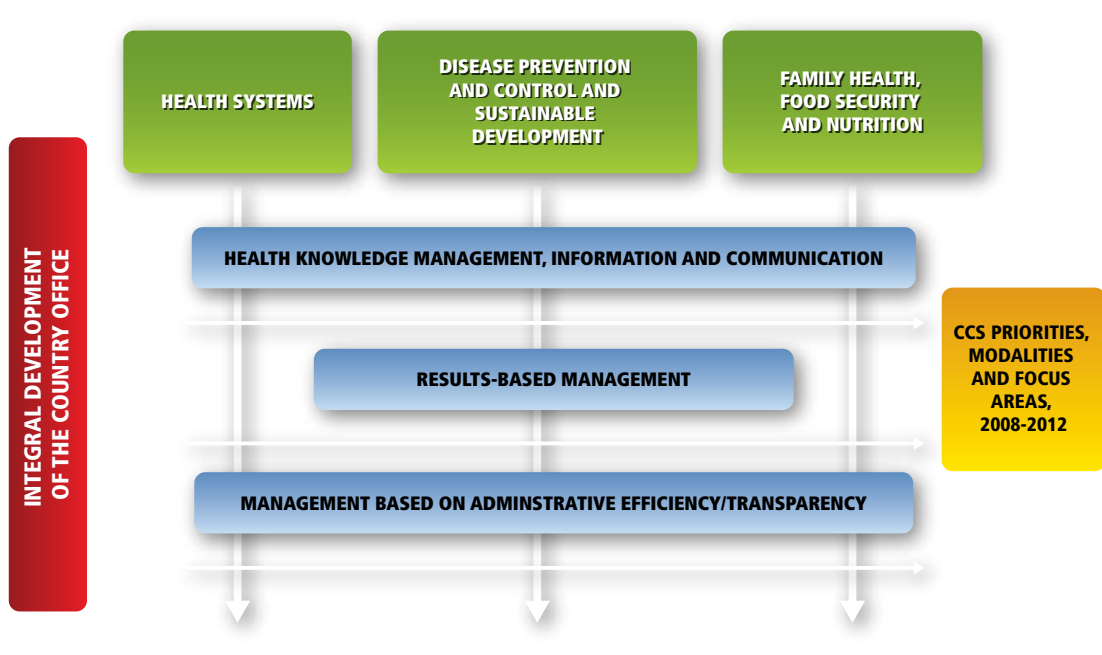 HEALTH SYSTEMS
DISEASE PREVENTION
AND CONTROL AND
SUSTAINABLE
DEVELOPMENT
FAMILY HEALTH,
FOOD SECURITY
AND NUTRITION
INTEGRAL DEVELOPMENT
OF THE COUNTRY OFFICE
HEALTH KNOWLEDGE MANAGEMENT, INFORMATION AND COMMUNICATION
RESULTS-BASED MANAGEMENT
MANAGEMENT BASED ON ADMINSTRATIVE EFFICIENCY/TRANSPARENCY
CCS PRIORITIES,
MODALITIES
AND FOCUS
AREAS,
2008-2012